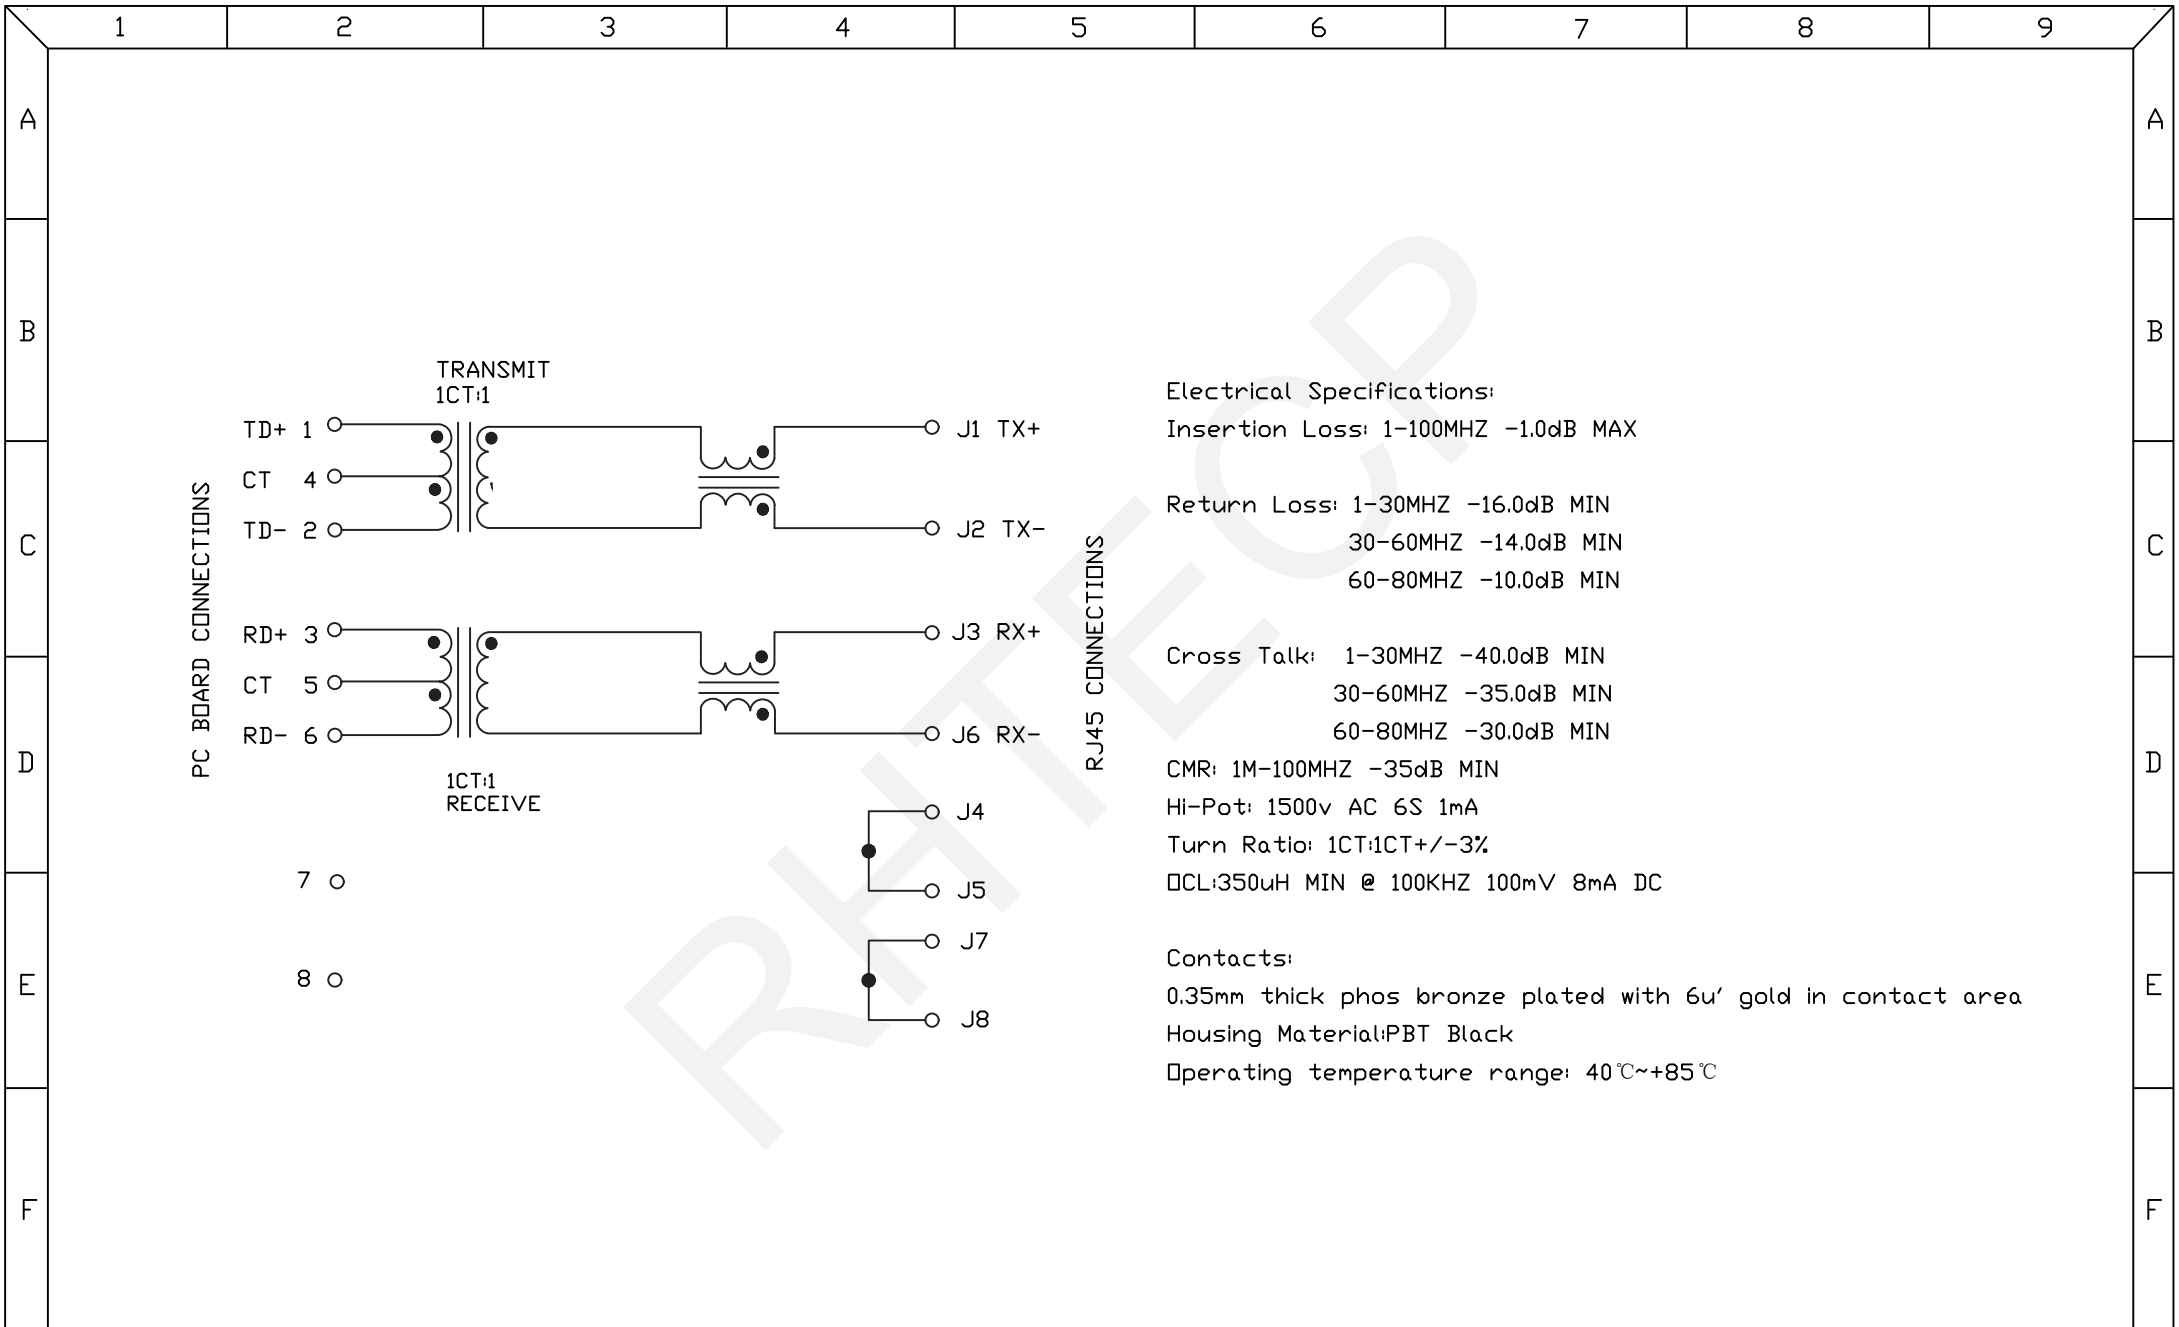 1 2 3 4 5 6 7 8 9
A A
B B
C C
D D
E E
F F
TRANSMIT
1CT:1
TD+ 1
CT 4
TD- 2
J1 TX+
J2 TX-
PC BOARD CONNECTIONS
RD+ 3
CT 5
RD- 6
J3 RX+
J6 RX-
RJ45 CONNECTIONS
1CT:1
RECEIVE
J4
J5
J7
J8
7
8
Electrical Specifications:
Insertion Loss: 1-100MHZ -1.0dB MAX
Return Loss: 1-30MHZ -16.0dB MIN
30-60MHZ -14.0dB MIN
60-80MHZ -10.0dB MIN
Cross Talk: 1-30MHZ -40.0dB MIN
30-60MHZ -35.0dB MIN
60-80MHZ -30.0dB MIN
CMR: 1M-100MHZ -35dB MIN
Hi-Pot: 1500v AC 6S 1mA
Turn Ratio: 1CT:1CT+/-3%
OCL:350uH MIN @ 100KHZ 100mV 8mA DC
Contacts:
0.35mm thick phos bronze plated with 6u′ gold in contact area
Housing Material:PBT Black
Operating temperature range: 40℃~+85℃
RHTECP